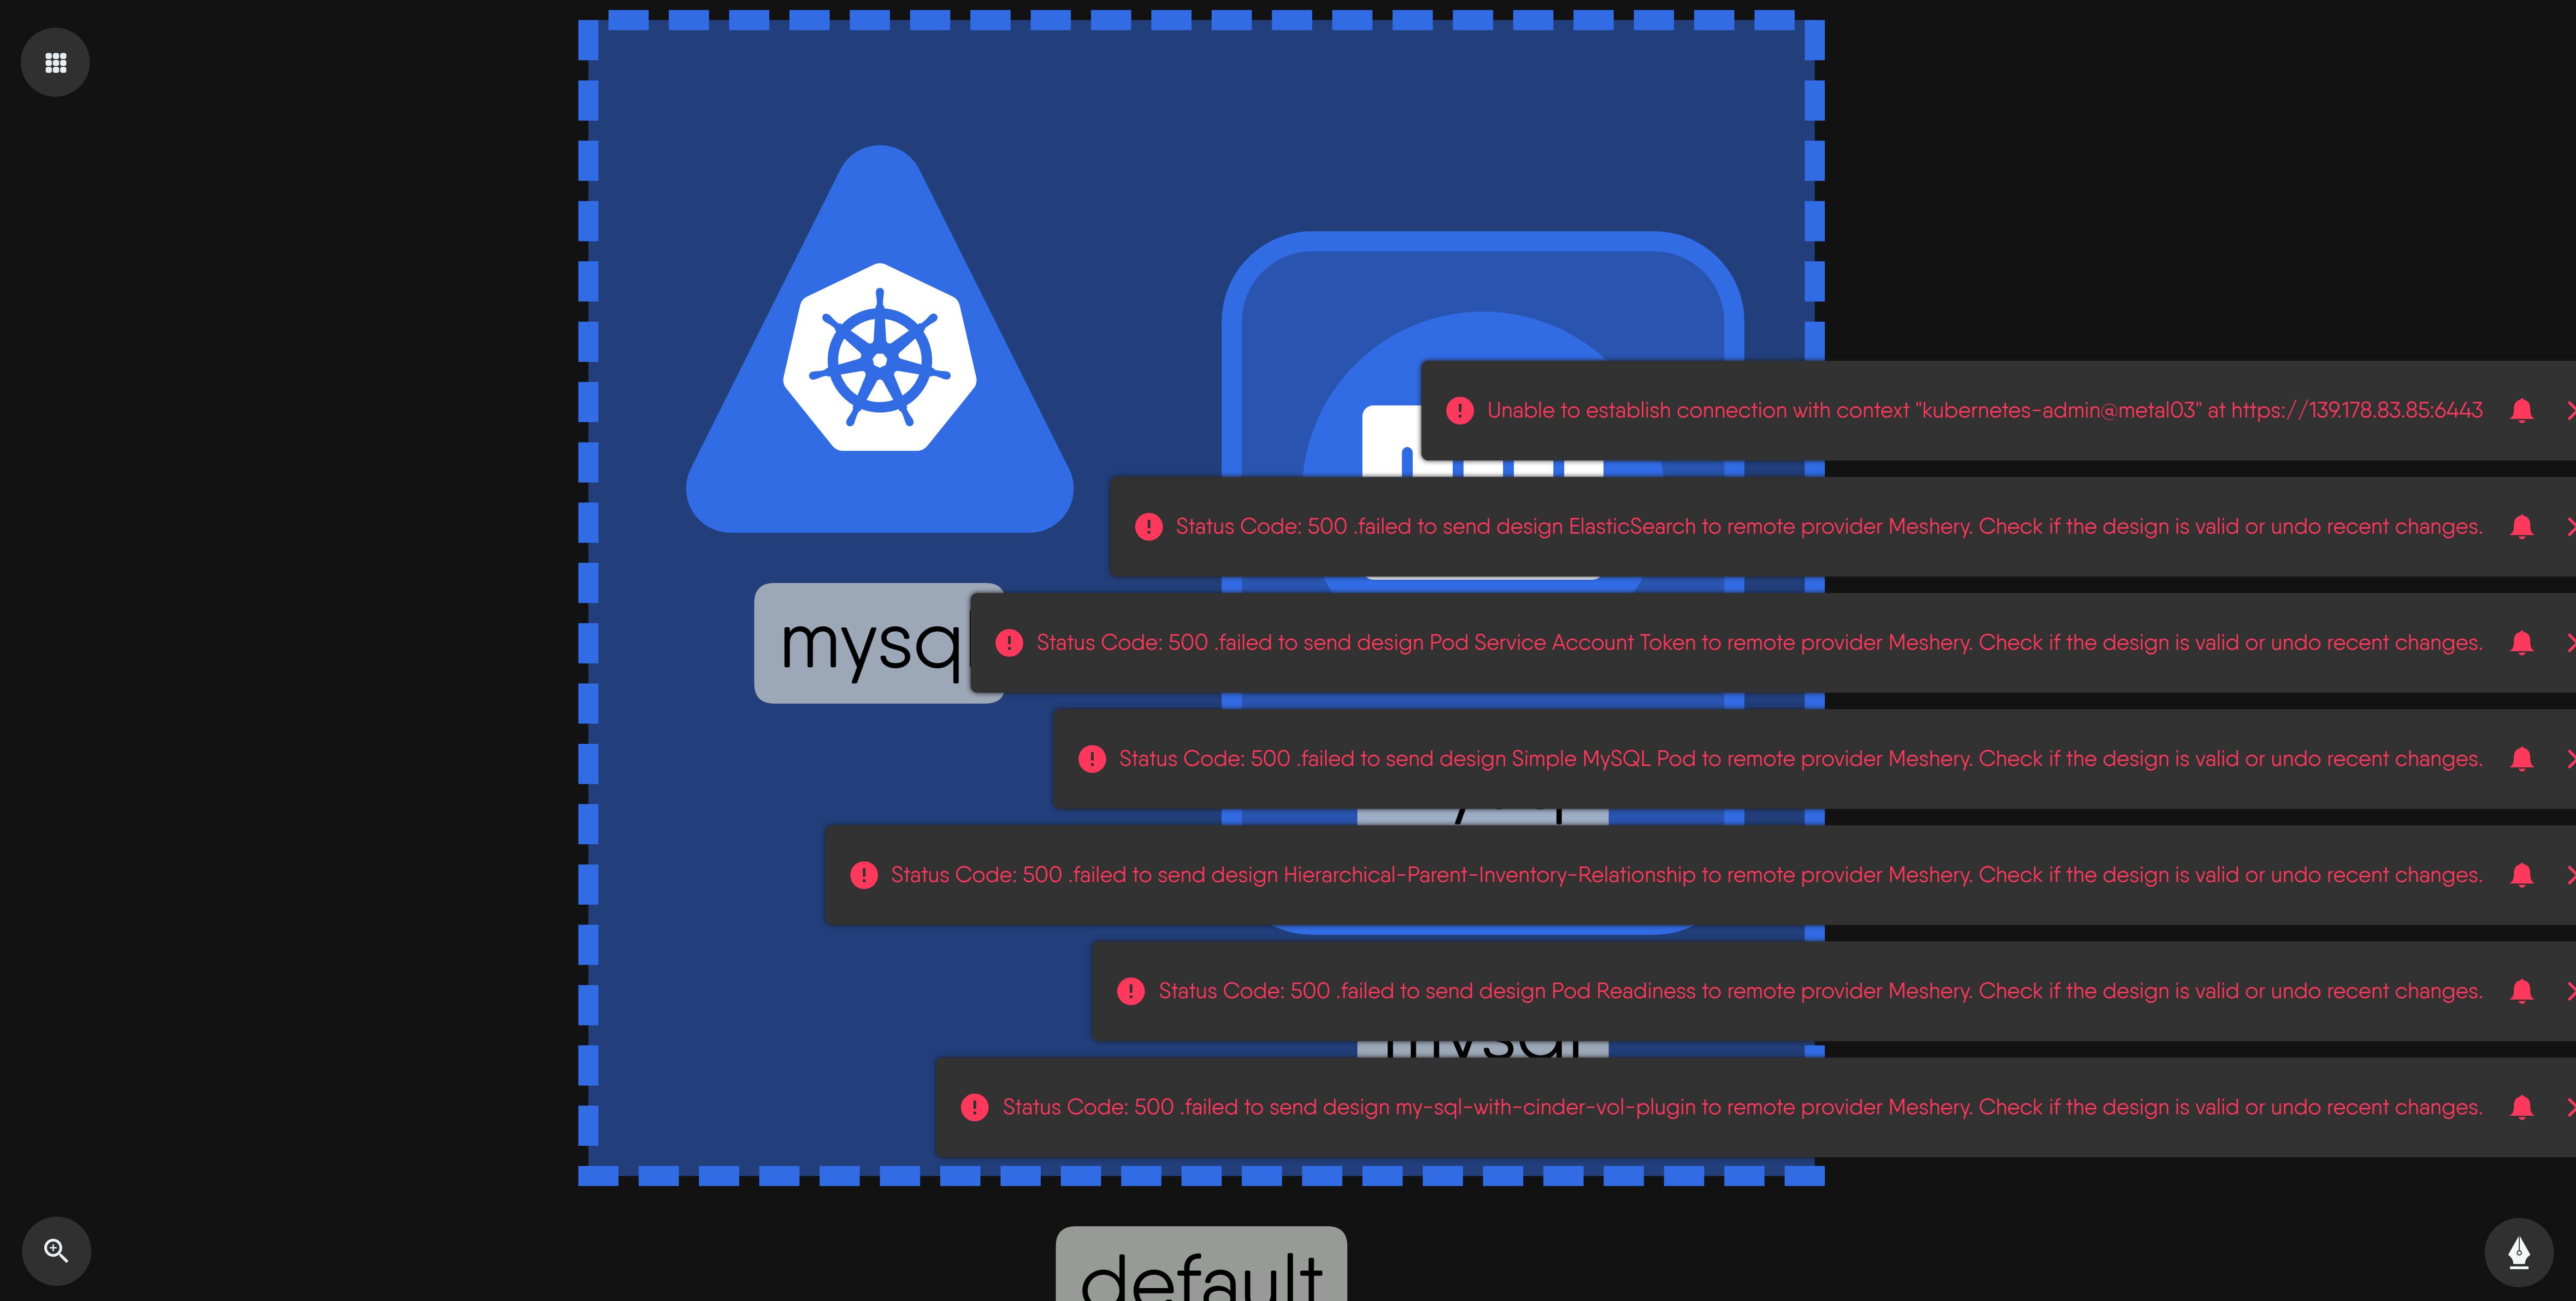 Unable to establish connection with context "kubernetes-admin@metal03" at https://139.178.83.85:6443
Status Code: 500 .failed to send design ElasticSearch to remote provider Meshery. Check if the design is valid or undo recent changes.
mysq
Status Code: 500 .failed to send design Pod Service Account Token to remote provider Meshery. Check if the design is valid or undo recent changes.
Status Code: 500 .failed to send design Simple MySQL Pod to remote provider Meshery. Check if the design is valid or undo recent changes.
Status Code: 500 .failed to send design Hierarchical-Parent-Inventory-Relationship to remote provider Meshery. Check if the design is valid or undo recent changes.
Status Code: 500 .failed to send design Pod Readiness to remote provider Meshery. Check if the design is valid or undo recent changes.
mysql
Status Code: 500 .failed to send design my-sql-with-cinder-vol-plugin to remote provider Meshery. Check if the design is valid or undo recent changes.
default